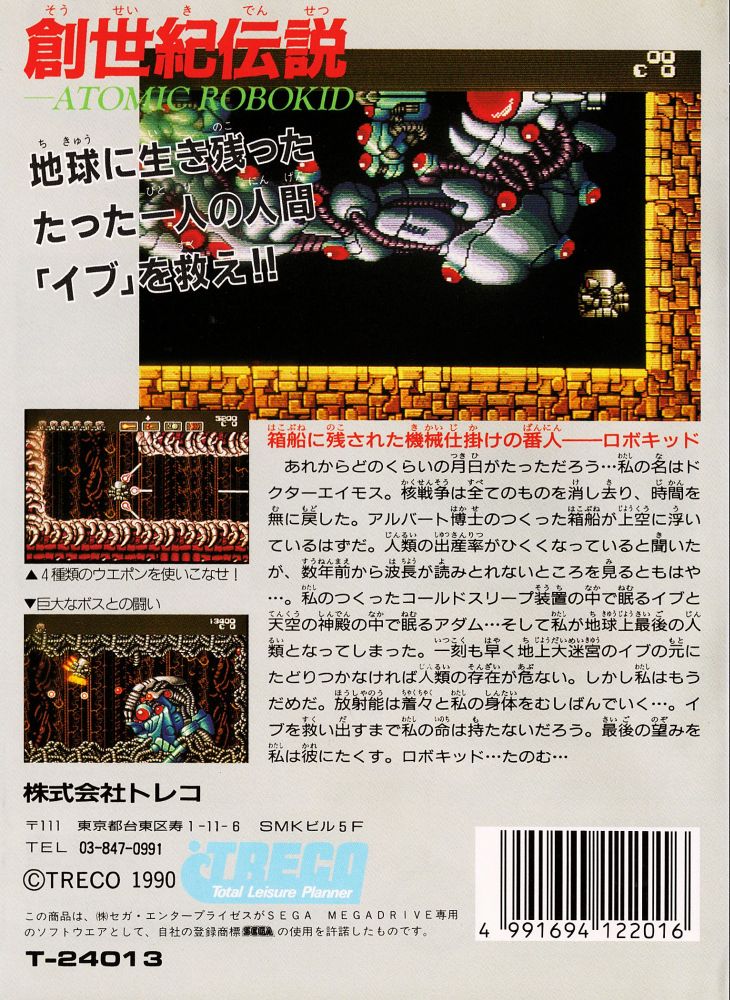 創世紀伝説
—ATOMIC ROBOKID
地球に生き残った
たった一人の人間
「イブ」を救え!!
箱船に残された機械仕掛けの番人——ロボキッド
あれからどのくらいの月日がたっただろう…私の名はド
クターエイモス。核戦争は全てのものを消し去り、時間を
無に戻した。アルバート博士のつくった箱船が上空に浮い
ているはずだ。人類の出産率がひくくなっていると聞いた
が、数年前から波長が読みとれないところを見るともはや
…。私のつくったコールドスリープ装置の中で眠るイブと
天空の神殿の中で眠るアダム…そして私が地球上最後の人
類となってしまった。一刻も早く地上大迷宮のイブの元に
たどりつかなければ人類の存在が危ない。しかし私はもう
だめだ。放射能は着々と私の身体をむしばんでいく…。イ
ブを救い出すまで私の命は持たないだろう。最後の望みを
私は彼にたくす。ロボキッド…たのむ…
▲4種類のウエポンを使いこなせ!
▼巨大なボスとの闘い
株式会社トレコ
〒111 東京都台東区寿1-11-6 SMKビル5F
TEL 03-847-0991
©TRECO 1990
TRECO
Total Leisure Planner
この商品は、㈱セガ・エンタープライゼスがSEGA MEGADRIVE専用
のソフトウエアとして、自社の登録商標SEGAの使用を許諾したものです。
T-24013
4 991694 122016